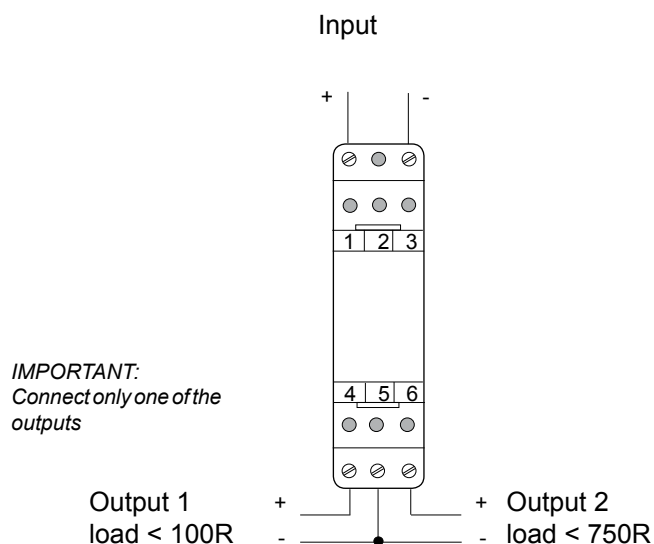 Input
+ -
1 2 3
IMPORTANT:
Connect only one of the
outputs
4 5 6
Output 1 + + Output 2
load < 100R - - load < 750R